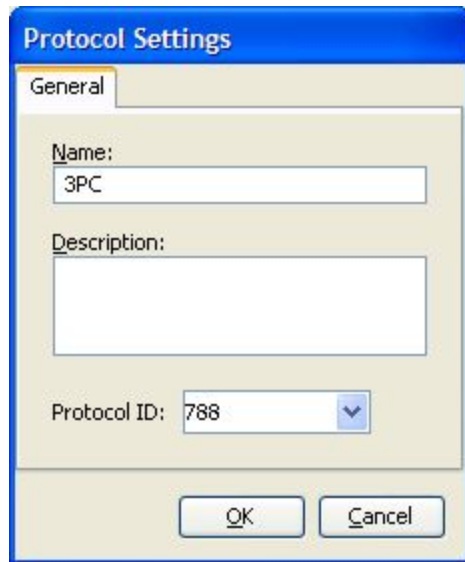 Protocol Settings
General
Name:
3PC
Description:
Protocol ID: 788
OK Cancel